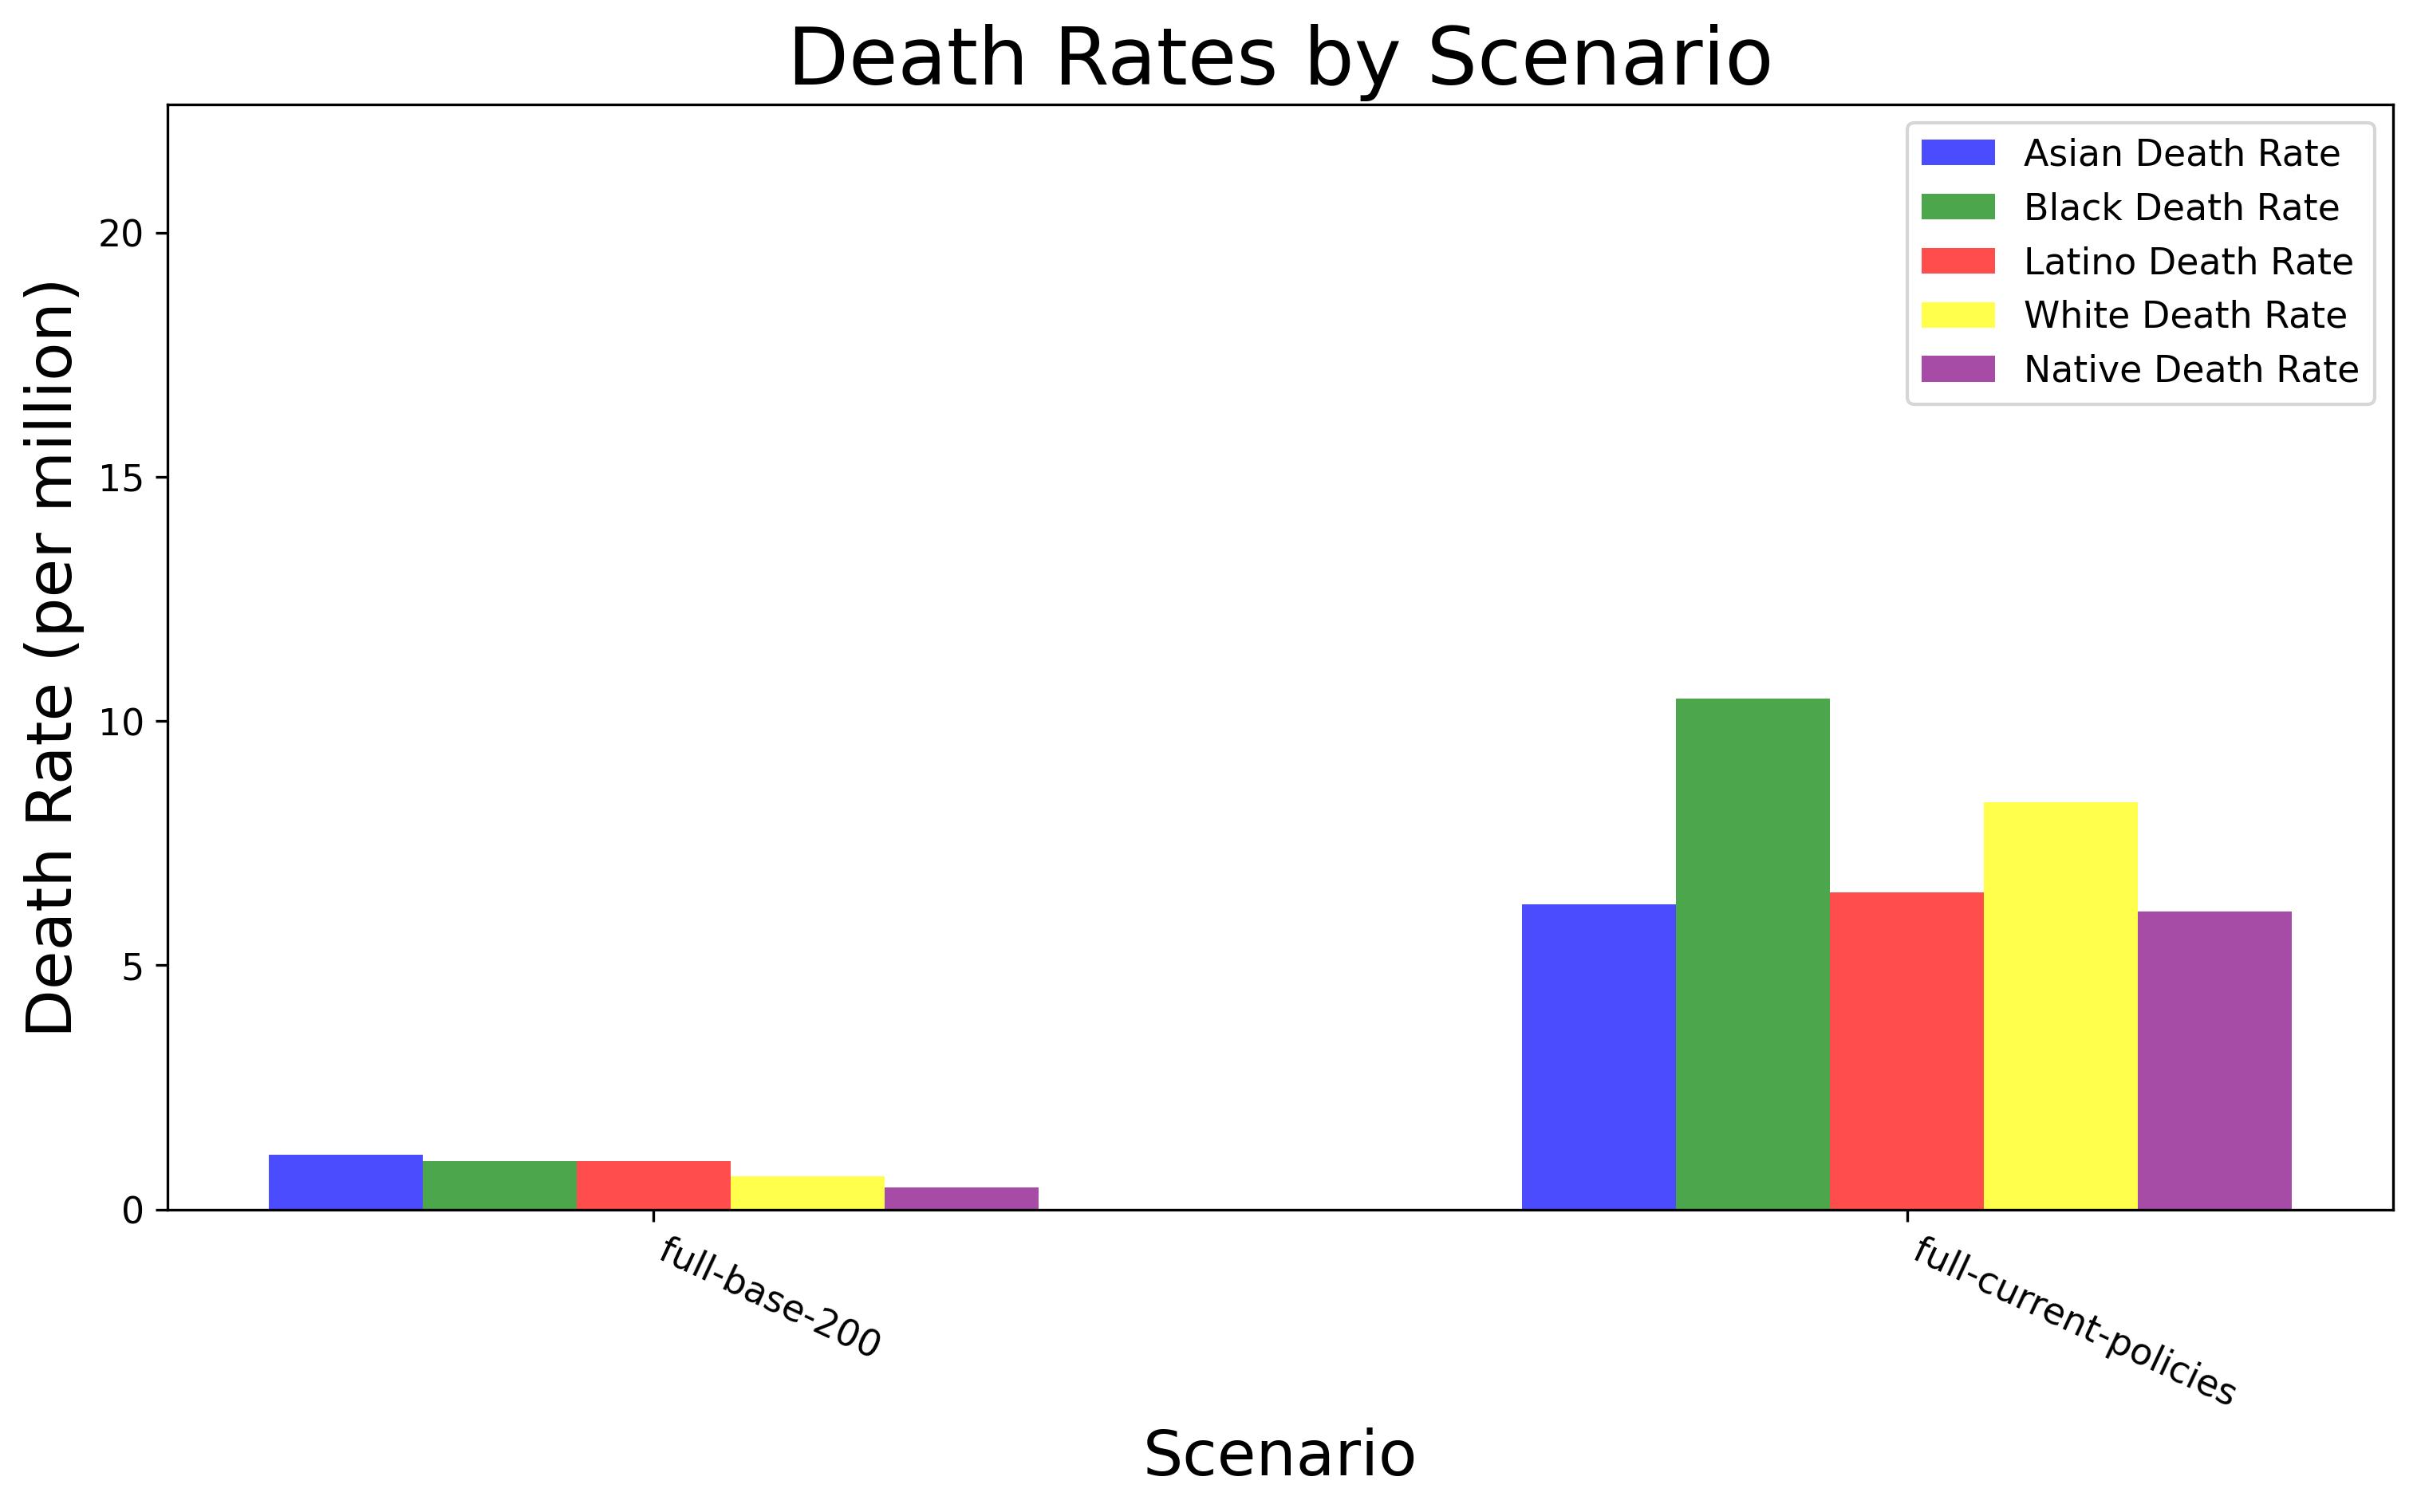 Death Rates by Scenario
Death Rate (per million)
20
15
10
5
0
Asian Death Rate
Black Death Rate
Latino Death Rate
White Death Rate
Native Death Rate
full-base-200
full-current-policies
Scenario